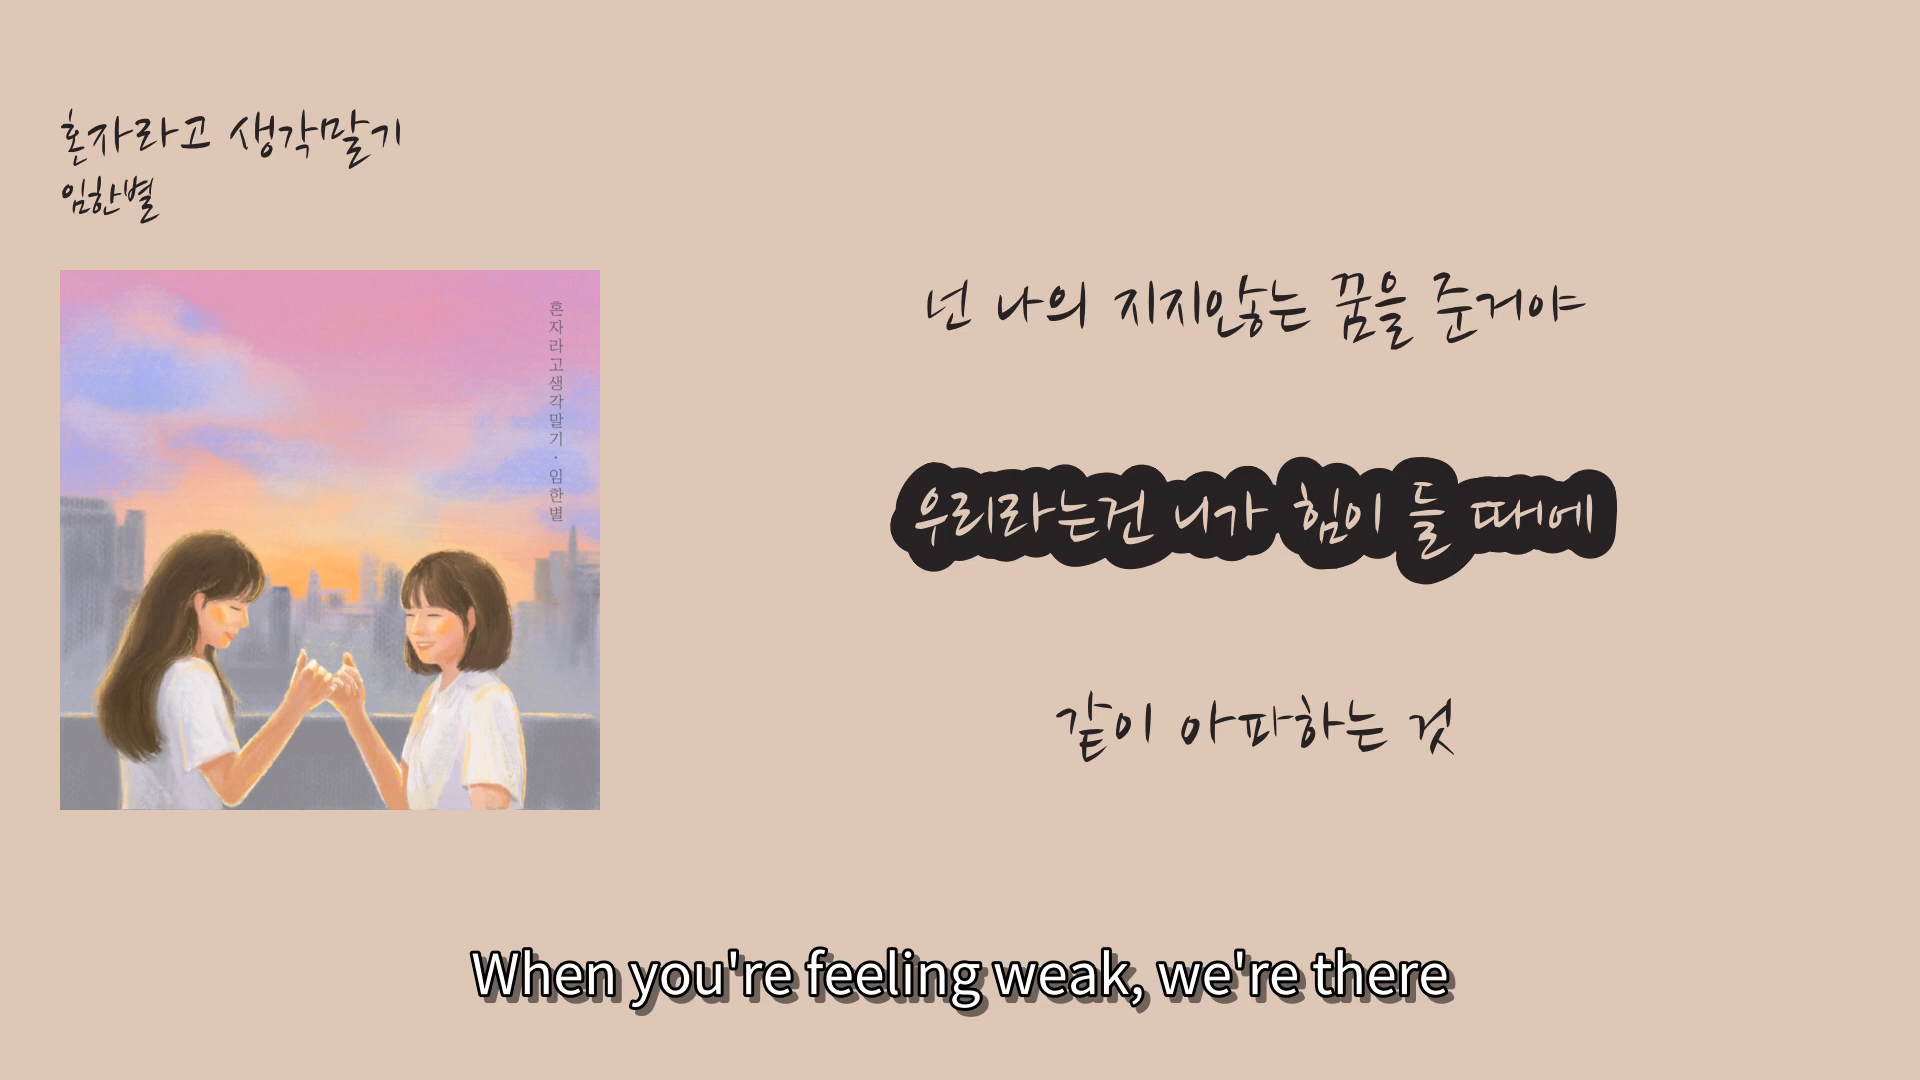 혼자라고 생각말기
임한별
혼자라고생각말기 · 임한별
넌 나의 지지않는 꿈을 준거야
우리라는건 니가 힘이 들 때에
같이 아파하는 것
When you're feeling weak, we're there